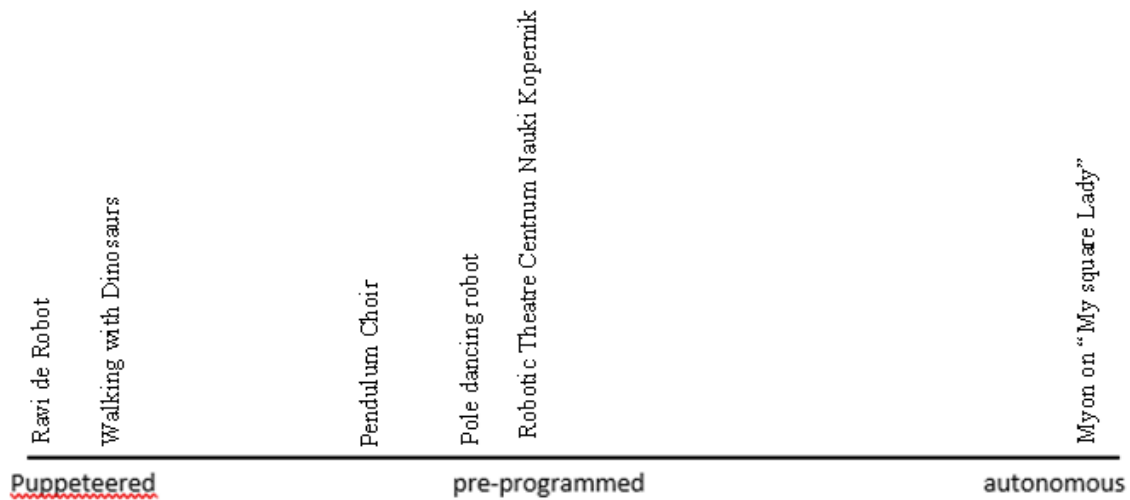 Ravi de Robot
Walking with Dinosaurs
Pendulum Choir
Pole dancing robot
Robotic Theatre Centrum Nauki Kopernik
Myon on “My square Lady”
Puppeteered
pre-programmed
autonomous